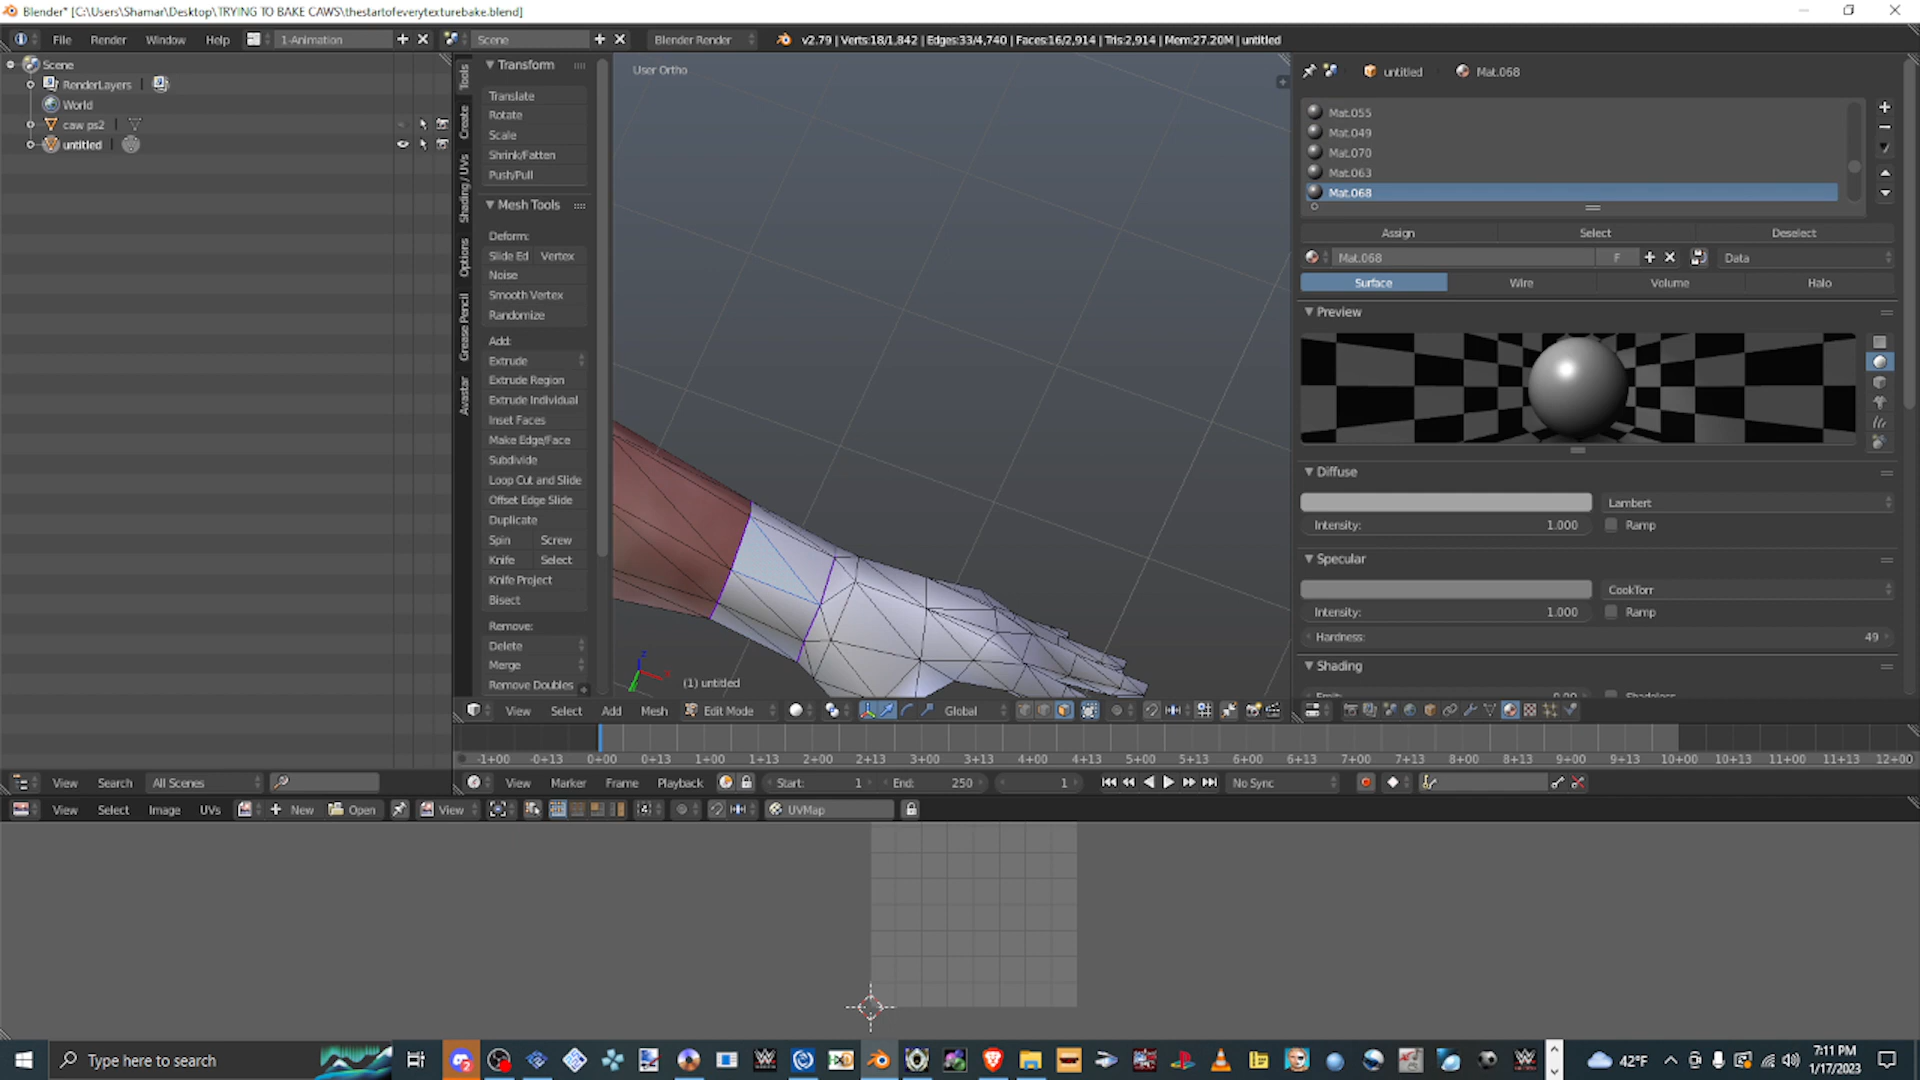 Blender* [C:\Users\Shamar\Desktop\TRYING TO BAKE CAWS\thestartofeverytexturebake.blend]
File Render Window Help 1-Animation Scene Blender Render v2.79 | Verts:18/1,842 | Edges:33/4,740 | Faces:16/2,914 | Tris:2,914 | Mem:27.20M | untitled
Scene
RenderLayers
World
caw ps2
untitled
View Search All Scenes
Tools
Create
Shading / UVs
Options
Grease Pencil
Avastar
Transform
Translate
Rotate
Scale
Shrink/Fatten
Push/Pull
Mesh Tools
Deform:
Slide Ed Vertex
Noise
Smooth Vertex
Randomize
Add:
Extrude
Extrude Region
Extrude Individual
Inset Faces
Make Edge/Face
Subdivide
Loop Cut and Slide
Offset Edge Slide
Duplicate
Spin Screw
Knife Select
Knife Project
Bisect
Remove:
Delete
Merge
Remove Doubles
User Ortho
z
(1) untitled
View Select Add Mesh Edit Mode Global
untitled Mat.068
Mat.055
Mat.049
Mat.070
Mat.063
Mat.068
Assign Select Deselect
Mat.068 F Data
Surface Wire Volume Halo
Preview
Diffuse
Lambert
Intensity: 1.000 Ramp
Specular
CookTorr
Intensity: 1.000 Ramp
Hardness: 49
Shading
-1+00 -0+13 0+00 0+13 1+00 1+13 2+00 2+13 3+00 3+13 4+00 4+13 5+00 5+13 6+00 6+13 7+00 7+13 8+00 8+13 9+00 9+13 10+00 10+13 11+00 11+13 12+00
View Marker Frame Playback Start: 1 End: 250 1 No Sync
View Select Image UVs New Open View UVMap
Type here to search
42°F
7:11 PM
1/17/2023